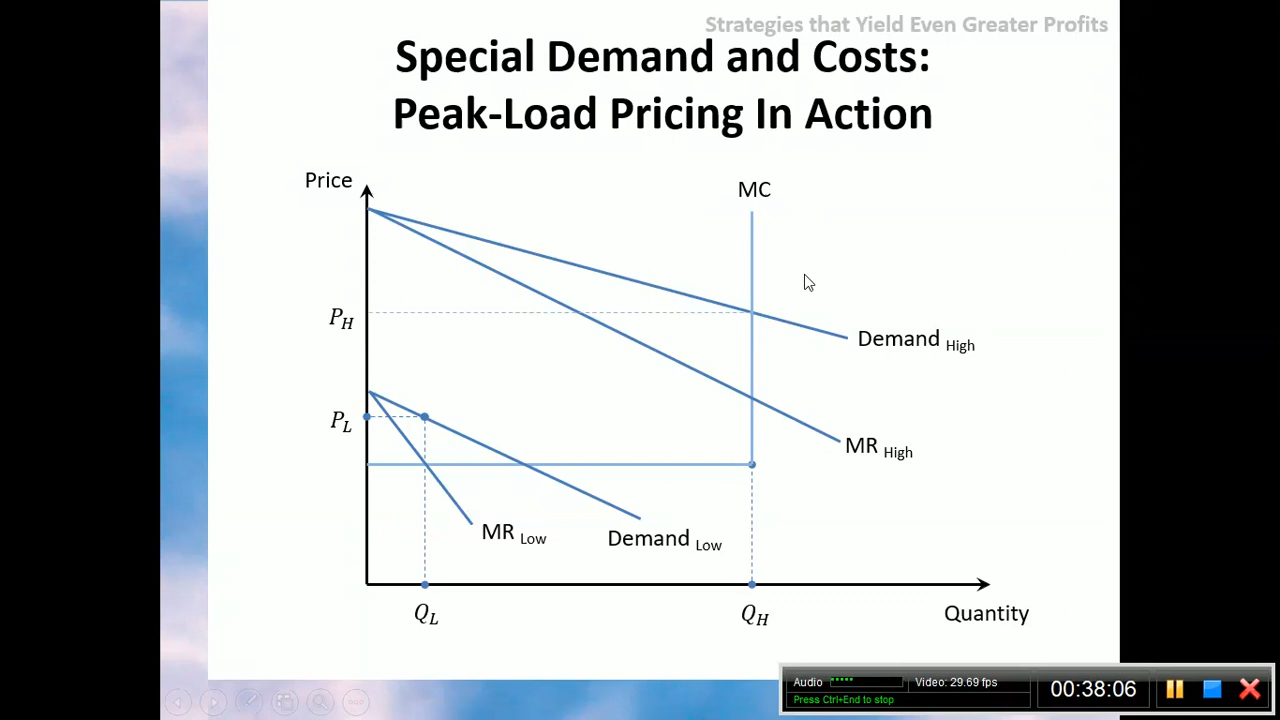 Strategies that Yield Even Greater Profits
Special Demand and Costs:
Peak-Load Pricing In Action
Price
MC
P_H
Demand High
P_L
MR High
MR Low
Demand Low
Q_L
Q_H
Quantity
Audio
Video: 29.69 fps
Press Ctrl+End to stop
00:38:06